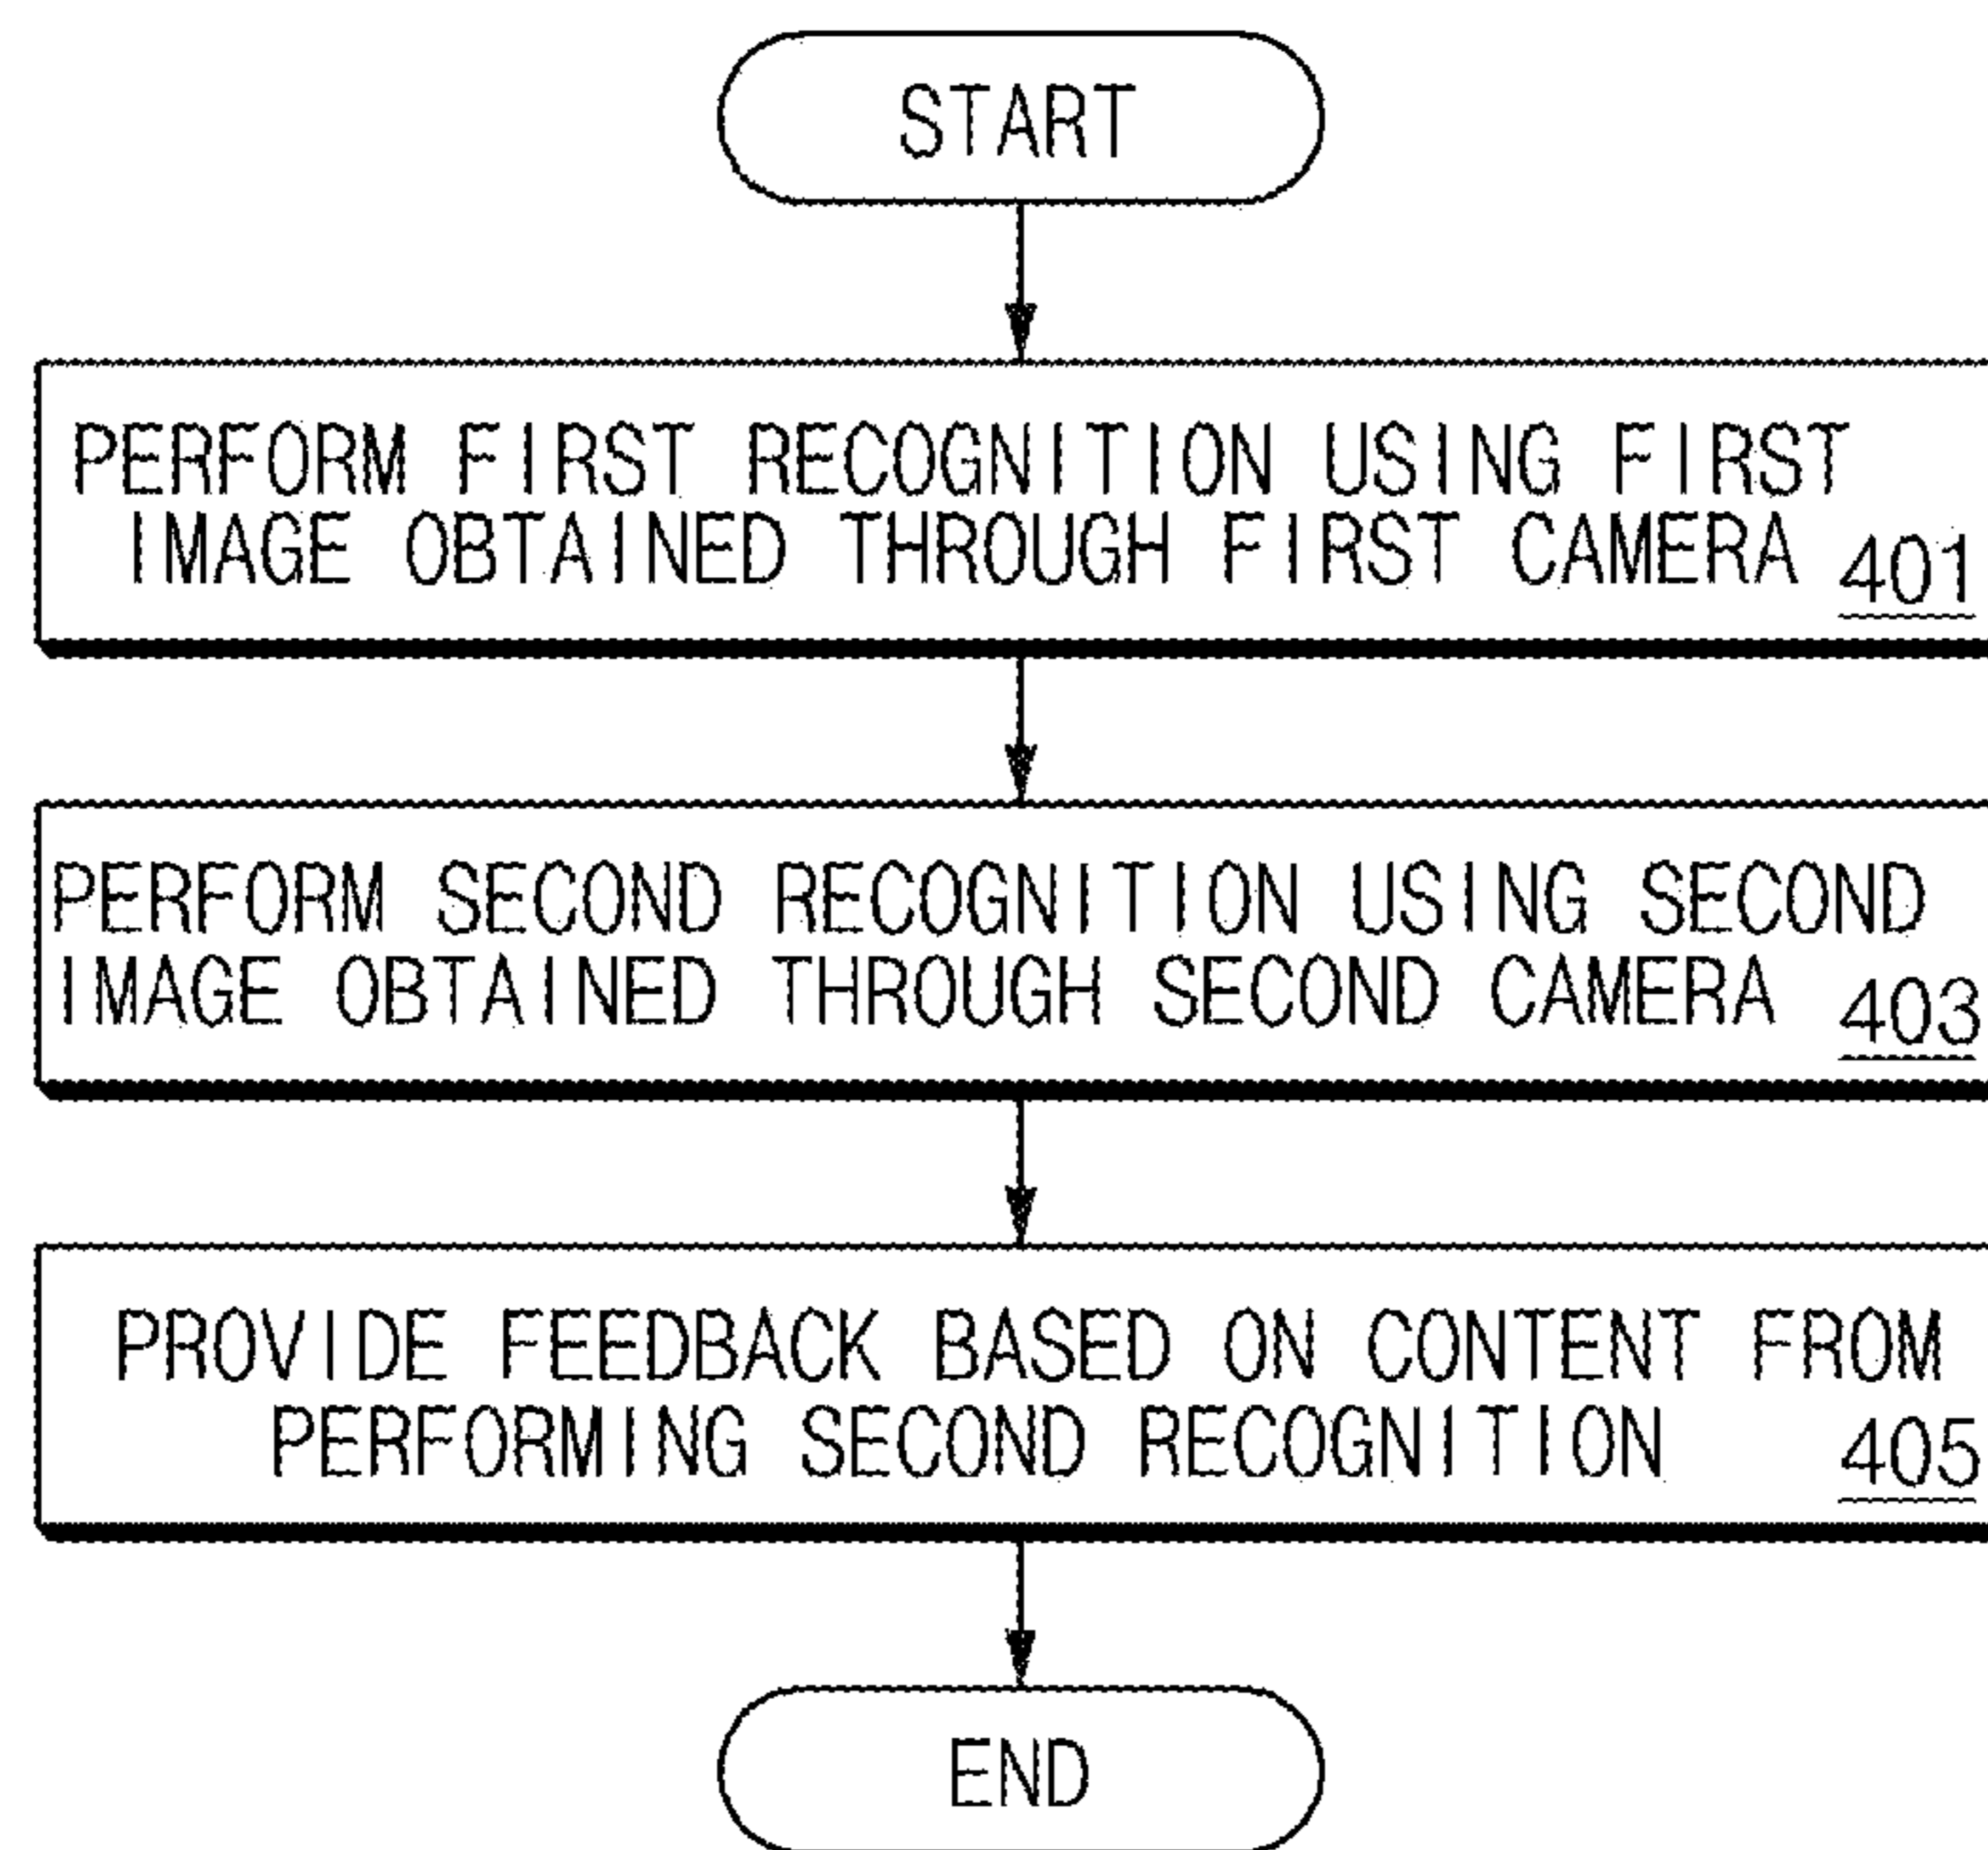 START
PERFORM FIRST RECOGNITION USING FIRST
IMAGE OBTAINED THROUGH FIRST CAMERA 401
PERFORM SECOND RECOGNITION USING SECOND
IMAGE OBTAINED THROUGH SECOND CAMERA 403
PROVIDE FEEDBACK BASED ON CONTENT FROM
PERFORMING SECOND RECOGNITION 405
END